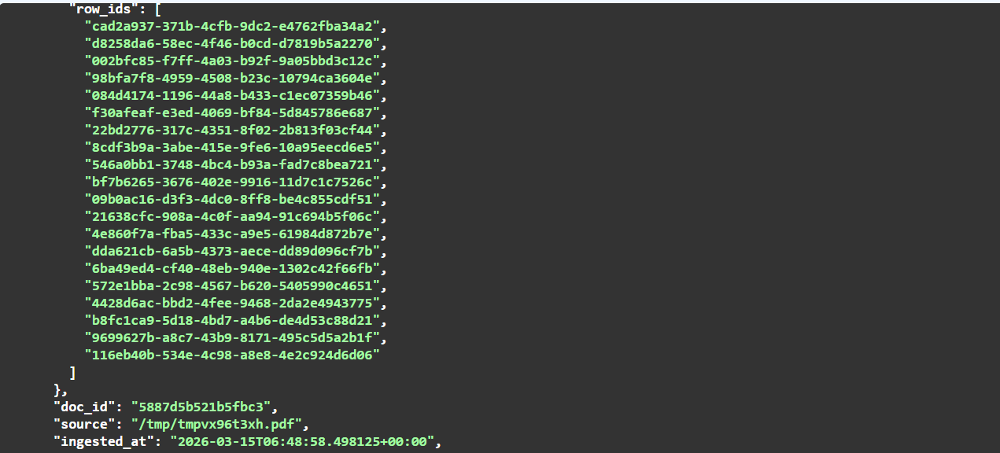 "row_ids": [
"cad2a937-371b-4cfb-9dc2-e4762fba34a2",
"d8258da6-58ec-4f46-b0cd-d7819b5a2270",
"002bfc85-f7ff-4a03-b92f-9a05bbd3c12c",
"98bfa7f8-4959-4508-b23c-10794ca3604e",
"084d4174-1196-44a8-b433-c1ec07359b46",
"f30afeaf-e3ed-4069-bf84-5d845786e687",
"22bd2776-317c-4351-8f02-2b813f03cf44",
"8cdf3b9a-3abe-415e-9fe6-10a95eecd6e5",
"546a0bb1-3748-4bc4-b93a-fad7c8bea721",
"bf7b6265-3676-402e-9916-11d7c1c7526c",
"09b0ac16-d3f3-4dc0-8ff8-be4c855cdf51",
"21638cfc-908a-4c0f-aa94-91c694b5f06c",
"4e860f7a-fba5-433c-a9e5-61984d872b7e",
"dda621cb-6a5b-4373-aece-dd89d096cf7b",
"6ba49ed4-cf40-48eb-940e-1302c42f66fb",
"572e1bba-2c98-4567-b620-5405990c4651",
"4428d6ac-bbd2-4fee-9468-2da2e4943775",
"b8fc1ca9-5d18-4bd7-a4b6-de4d53c88d21",
"9699627b-a8c7-43b9-8171-495c5d5a2b1f",
"116eb40b-534e-4c98-a8e8-4e2c924d6d06"
]
},
"doc_id": "5887d5b521b5fbc3",
"source": "/tmp/tmpvx96t3xh.pdf",
"ingested_at": "2026-03-15T06:48:58.498125+00:00",